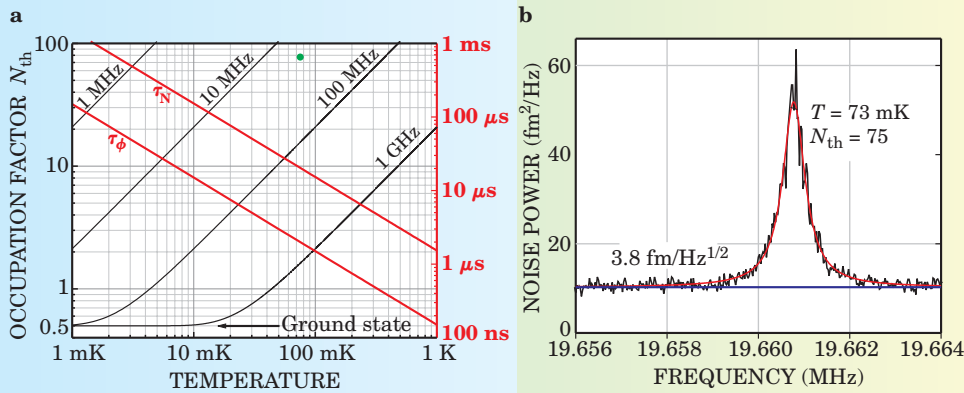 a
OCCUPATION FACTOR Nth
100
10
1
0.5
1 MHz
10 MHz
100 MHz
1 GHz
τN
τϕ
Ground state
1 ms
100 μs
10 μs
1 μs
100 ns
1 mK
10 mK
100 mK
1 K
TEMPERATURE
b
NOISE POWER (fm²/Hz)
60
40
20
0
T = 73 mK
Nth = 75
3.8 fm/Hz1/2
19.656
19.658
19.660
19.662
19.664
FREQUENCY (MHz)